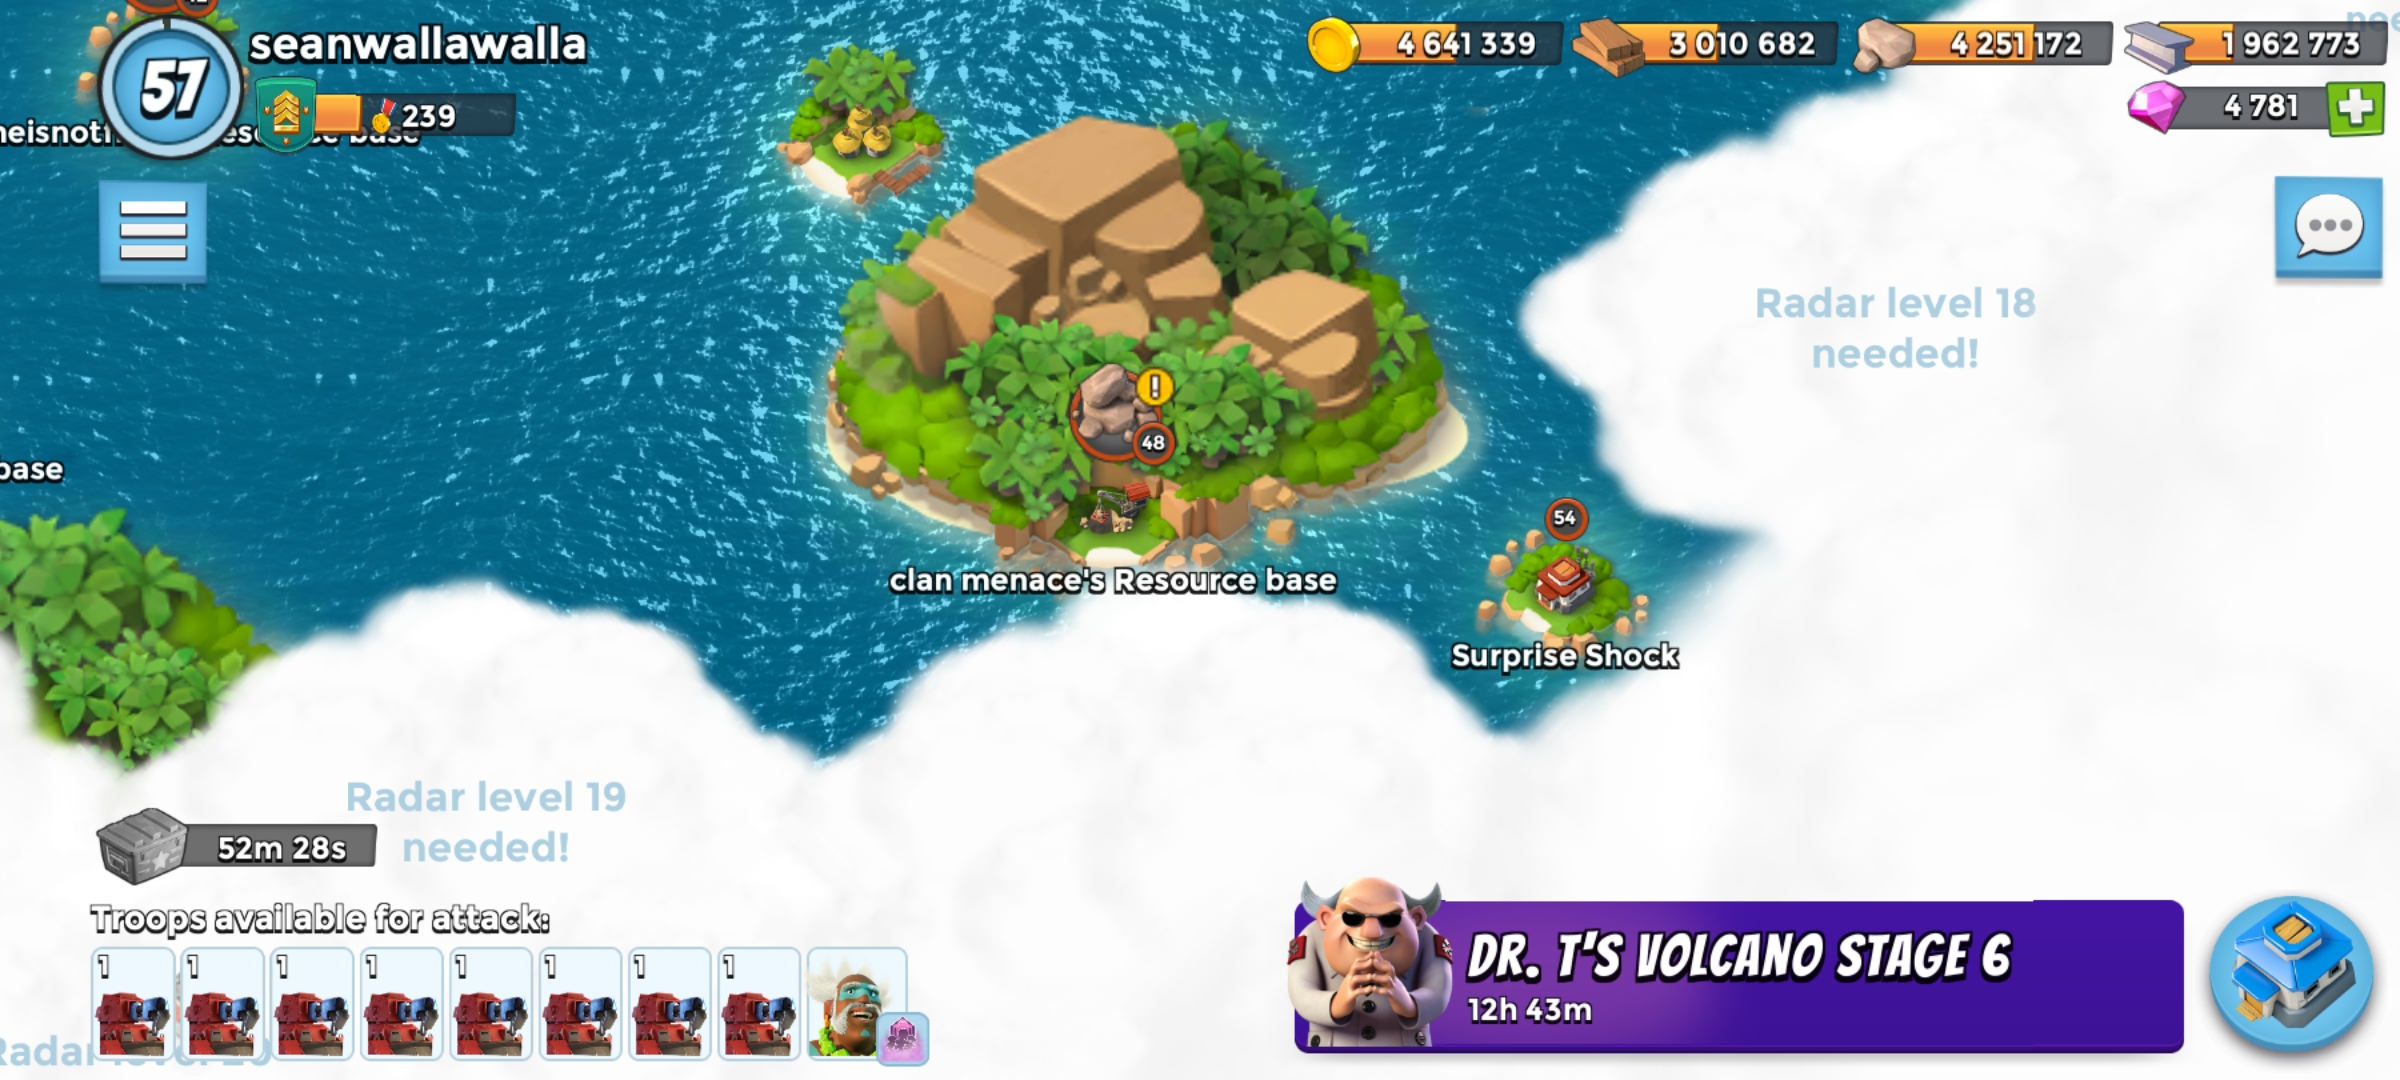 57
seanwallawalla
239
4 641 339
3 010 682
4 251 172
1 962 773
4 781
base
Radar level 18
needed!
!
48
base
54
clan menace's Resource base
Surprise Shock
Radar level 19
needed!
52m 28s
Troops available for attack:
1 1 1 1 1 1 1 1
DR. T'S VOLCANO STAGE 6
12h 43m